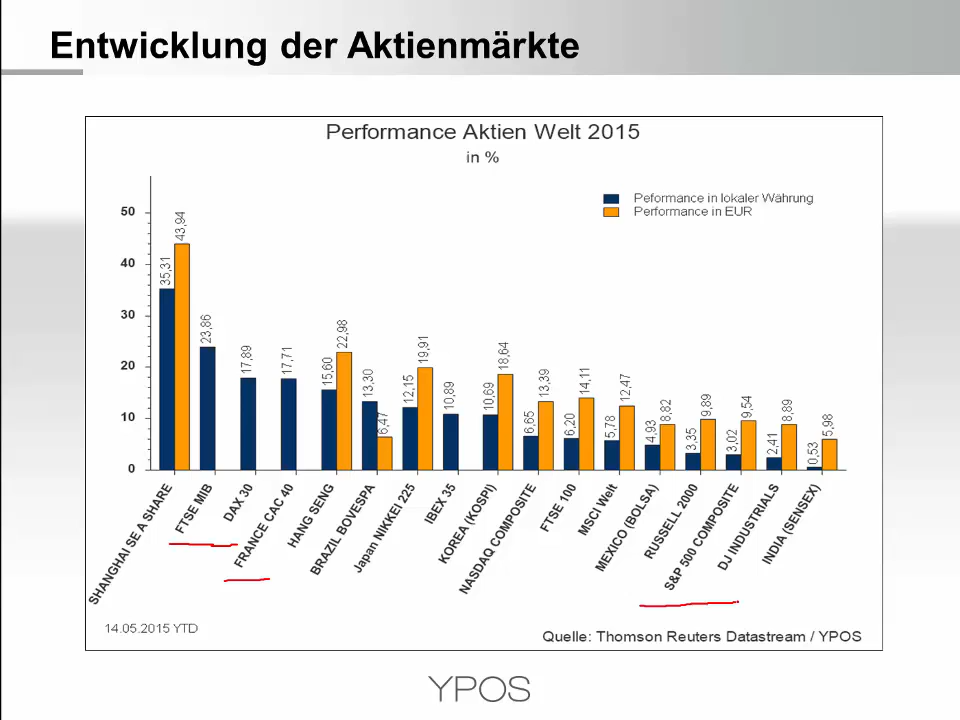 Entwicklung der Aktienmärkte
Performance Aktien Welt 2015
in %
Peformance in lokaler Währung
Performance in EUR
50
40
30
20
10
0
35,31
43,94
23,86
17,89
17,71
15,60
22,98
13,30
6,47
12,15
19,91
10,89
10,69
18,64
6,65
13,39
6,20
14,11
5,78
12,47
4,93
8,82
3,35
9,89
3,02
9,54
2,41
8,89
0,53
5,98
SHANGHAI SE A SHARE
FTSE MIB
DAX 30
FRANCE CAC 40
HANG SENG
BRAZIL BOVESPA
Japan NIKKEI 225
IBEX 35
KOREA (KOSPI)
NASDAQ COMPOSITE
FTSE 100
MSCI Welt
MEXICO (BOLSA)
RUSSELL 2000
S&P 500 COMPOSITE
DJ INDUSTRIALS
INDIA (SENSEX)
14.05.2015 YTD
Quelle: Thomson Reuters Datastream / YPOS
YPOS